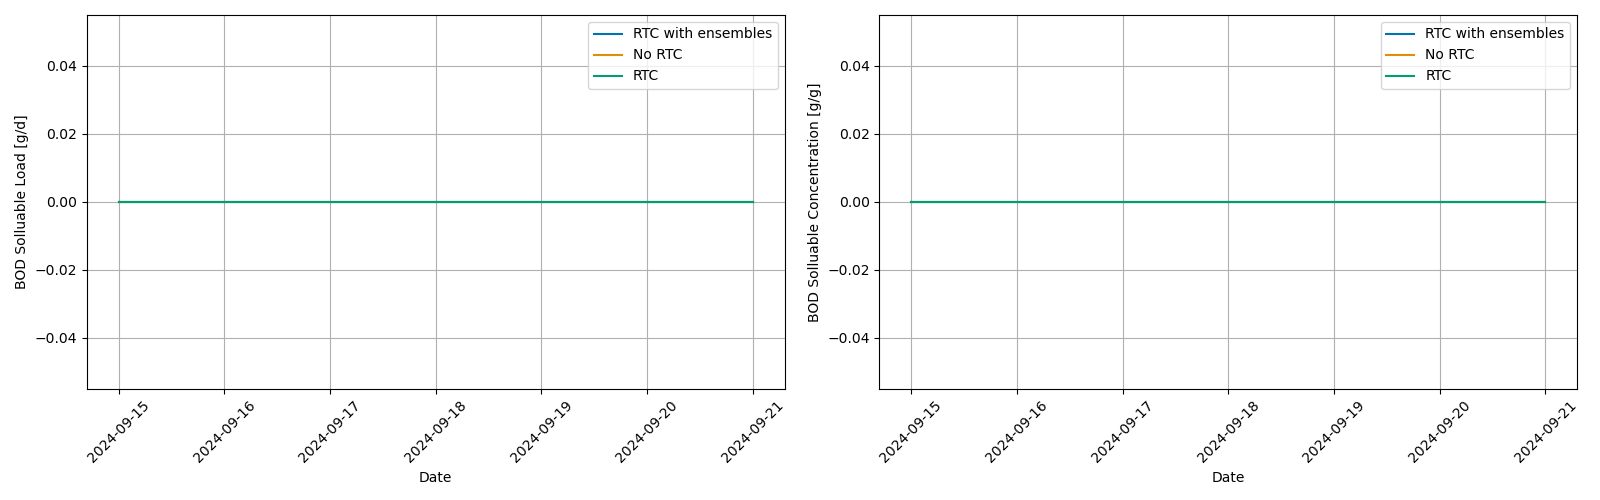 BOD Solluable Load [g/d]
0.04
0.02
0.00
−0.02
−0.04
RTC with ensembles
No RTC
RTC
2024-09-15
2024-09-16
2024-09-17
2024-09-18
2024-09-19
2024-09-20
2024-09-21
Date
BOD Solluable Concentration [g/g]
0.04
0.02
0.00
−0.02
−0.04
RTC with ensembles
No RTC
RTC
2024-09-15
2024-09-16
2024-09-17
2024-09-18
2024-09-19
2024-09-20
2024-09-21
Date